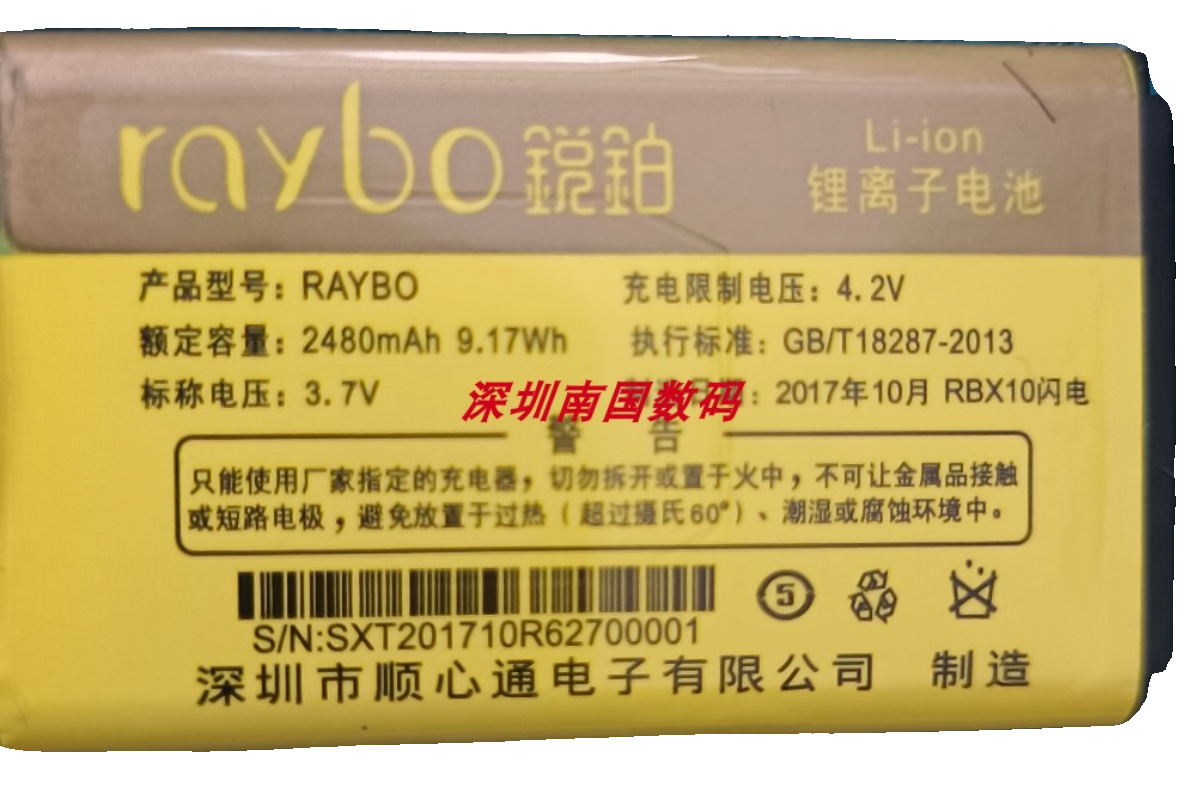 raybo 鋭鉑
Li-ion
锂离子电池
产品型号：RAYBO
充电限制电压：4.2V
额定容量：2480mAh 9.17Wh
执行标准：GB/T18287-2013
标称电压：3.7V
深圳南国数码
：2017年10月 RBX10闪电
警 告
只能使用厂家指定的充电器，切勿拆开或置于火中，不可让金属品接触
或短路电极，避免放置于过热（超过摄氏60°）、潮湿或腐蚀环境中。
5
S/N:SXT201710R62700001
深圳市顺心通电子有限公司 制造